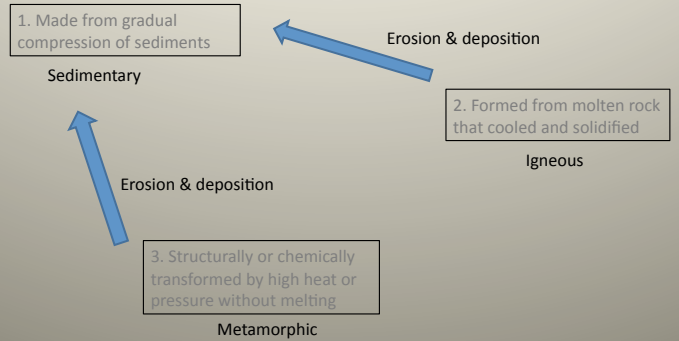 1. Made from gradual
compression of sediments
Sedimentary
Erosion & deposition
2. Formed from molten rock
that cooled and solidified
Igneous
Erosion & deposition
3. Structurally or chemically
transformed by high heat or
pressure without melting
Metamorphic